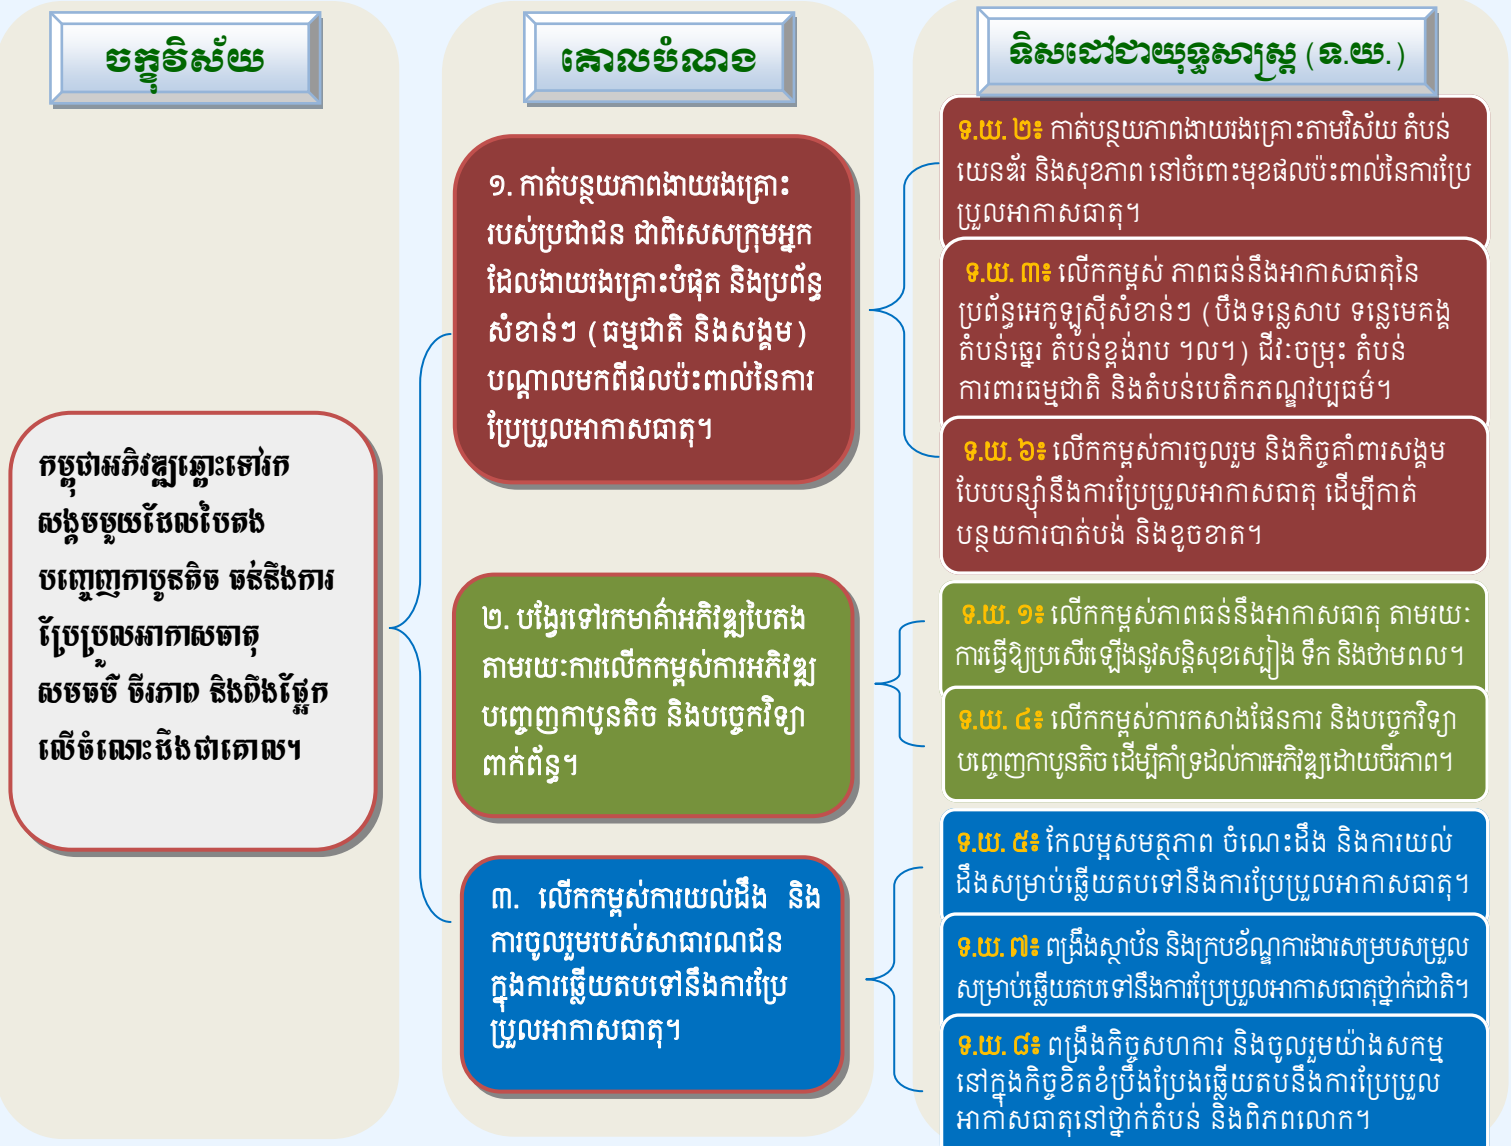 ចក្ខុវិស័យ
កម្ពុជាអភិវឌ្ឍឆ្ពោះទៅរក
សង្គមមួយដែលបៃតង
បញ្ចេញកាបូនតិច ធន់នឹងការ
ប្រែប្រួលអាកាសធាតុ
សមធម៌ ចីរភាព និងពឹងផ្អែក
លើចំណេះដឹងជាគោល។
គោលបំណង
១. កាត់បន្ថយភាពងាយរងគ្រោះ
របស់ប្រជាជន ជាពិសេសក្រុមអ្នក
ដែលងាយរងគ្រោះបំផុត និងប្រព័ន្ធ
សំខាន់ៗ (ធម្មជាតិ និងសង្គម)
បណ្តាលមកពីផលប៉ះពាល់នៃការ
ប្រែប្រួលអាកាសធាតុ។
២. បង្វែរទៅរកមាគ៌ាអភិវឌ្ឍបៃតង
តាមរយៈការលើកកម្ពស់ការអភិវឌ្ឍ
បញ្ចេញកាបូនតិច និងបច្ចេកវិទ្យា
ពាក់ព័ន្ធ។
៣. លើកកម្ពស់ការយល់ដឹង និង
ការចូលរួមរបស់សាធារណជន
ក្នុងការឆ្លើយតបទៅនឹងការប្រែ
ប្រួលអាកាសធាតុ។
ទិសដៅជាយុទ្ធសាស្ត្រ (ទ.យ.)
ទ.យ. ២៖ កាត់បន្ថយភាពងាយរងគ្រោះតាមវិស័យ តំបន់
យេនឌ័រ និងសុខភាព នៅចំពោះមុខផលប៉ះពាល់នៃការប្រែ
ប្រួលអាកាសធាតុ។
ទ.យ. ៣៖ លើកកម្ពស់ ភាពធន់នឹងអាកាសធាតុនៃ
ប្រព័ន្ធអេកូឡូស៊ីសំខាន់ៗ (បឹងទន្លេសាប ទន្លេមេគង្គ
តំបន់ឆ្នេរ តំបន់ខ្ពង់រាប ។ល។) ជីវៈចម្រុះ តំបន់
ការពារធម្មជាតិ និងតំបន់បេតិកភណ្ឌវប្បធម៌។
ទ.យ. ៦៖ លើកកម្ពស់ការចូលរួម និងកិច្ចគាំពារសង្គម
បែបបន្ស៊ាំនឹងការប្រែប្រួលអាកាសធាតុ ដើម្បីកាត់
បន្ថយការបាត់បង់ និងខូចខាត។
ទ.យ. ១៖ លើកកម្ពស់ភាពធន់នឹងអាកាសធាតុ តាមរយៈ
ការធ្វើឱ្យប្រសើរឡើងនូវសន្តិសុខស្បៀង ទឹក និងថាមពល។
ទ.យ. ៤៖ លើកកម្ពស់ការកសាងផែនការ និងបច្ចេកវិទ្យា
បញ្ចេញកាបូនតិច ដើម្បីគាំទ្រដល់ការអភិវឌ្ឍដោយចីរភាព។
ទ.យ. ៥៖ កែលម្អសមត្ថភាព ចំណេះដឹង និងការយល់
ដឹងសម្រាប់ឆ្លើយតបទៅនឹងការប្រែប្រួលអាកាសធាតុ។
ទ.យ. ៧៖ ពង្រឹងស្ថាប័ន និងក្របខ័ណ្ឌការងារសម្របសម្រួល
សម្រាប់ឆ្លើយតបទៅនឹងការប្រែប្រួលអាកាសធាតុថ្នាក់ជាតិ។
ទ.យ. ៨៖ ពង្រឹងកិច្ចសហការ និងចូលរួមយ៉ាងសកម្ម
នៅក្នុងកិច្ចខិតខំប្រឹងប្រែងឆ្លើយតបនឹងការប្រែប្រួល
អាកាសធាតុនៅថ្នាក់តំបន់ និងពិភពលោក។